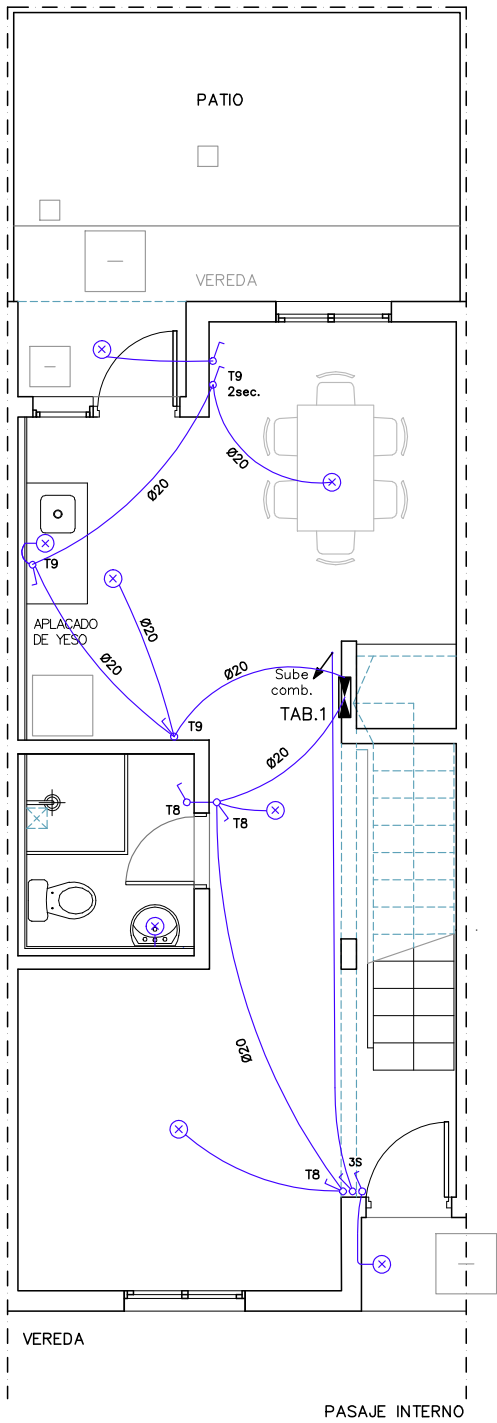 PATIO
VEREDA
T9
2sec.
Ø20
Ø20
T9
APLACADO
DE YESO
Ø20
Ø20
Ø20
Sube
comb.
TAB.1
T9
Ø20
T8
T8
Ø20
3S
T8
VEREDA
PASAJE INTERNO